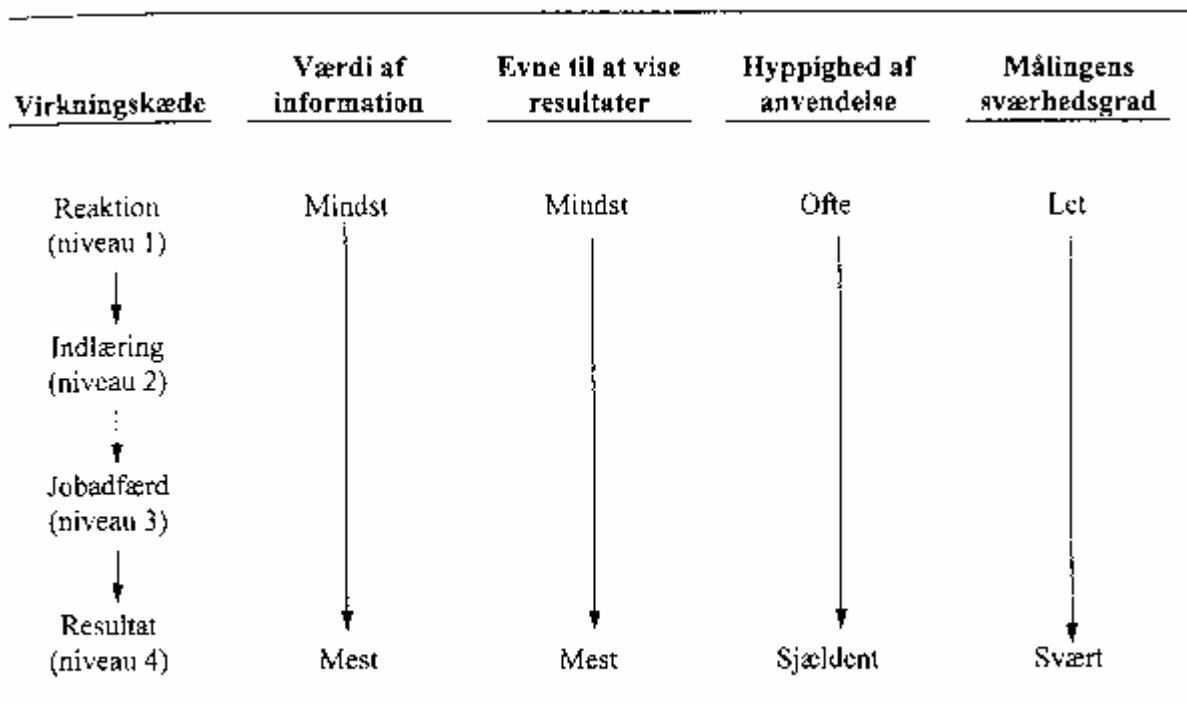 Virkningskæde
Værdi af
information
Evne til at vise
resultater
Hyppighed af
anvendelse
Målingens
sværhedsgrad
Reaktion
(niveau 1)
Mindst
Mindst
Ofte
Let
Indlæring
(niveau 2)
Jobadfærd
(niveau 3)
Resultat
(niveau 4)
Mest
Mest
Sjældent
Svært